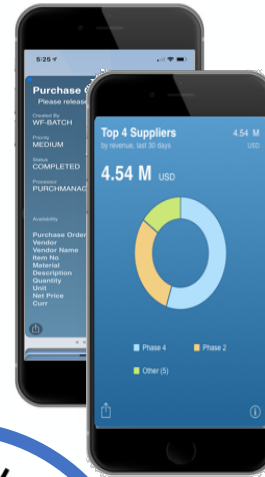 5:25
Purchase
Please release
Created By
WF-BATCH
Priority
MEDIUM
Status
COMPLETED
Processor
PURCHMANAG
Availability
Purchase Order
Vendor
Vendor Name
Item No
Material
Description
Quantity
Unit
Net Price
Curr
Top 4 Suppliers 4.54 M
by revenue, last 30 days USD
4.54 M USD
Phase 4 Phase 2
Other (5)